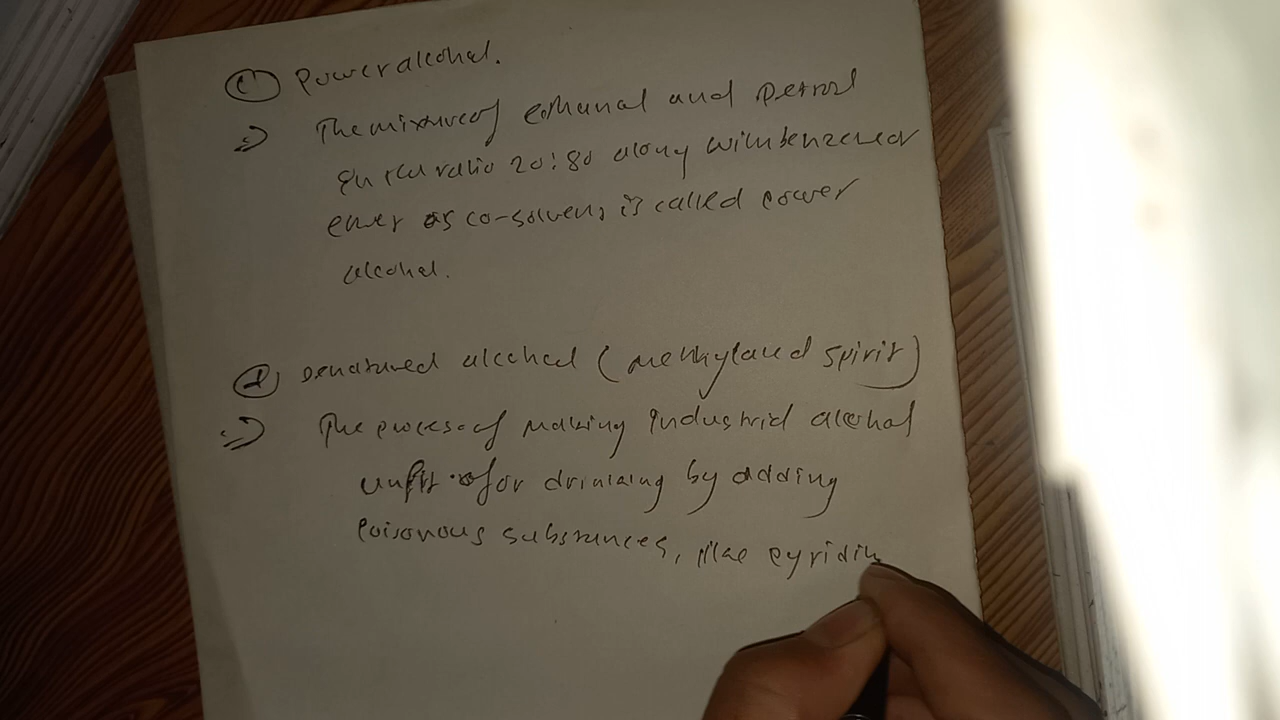 ① Power alcohol.
⇒ The mixture of ethanol and petrol
in the ratio 20:80 along with benzene or
ether as co-solvent is called power
alcohol.
② Denatured alcohol (methylated spirit)
⇒ The process of making industrial alcohol
unfit for drinking by adding
poisonous substances, like pyridin